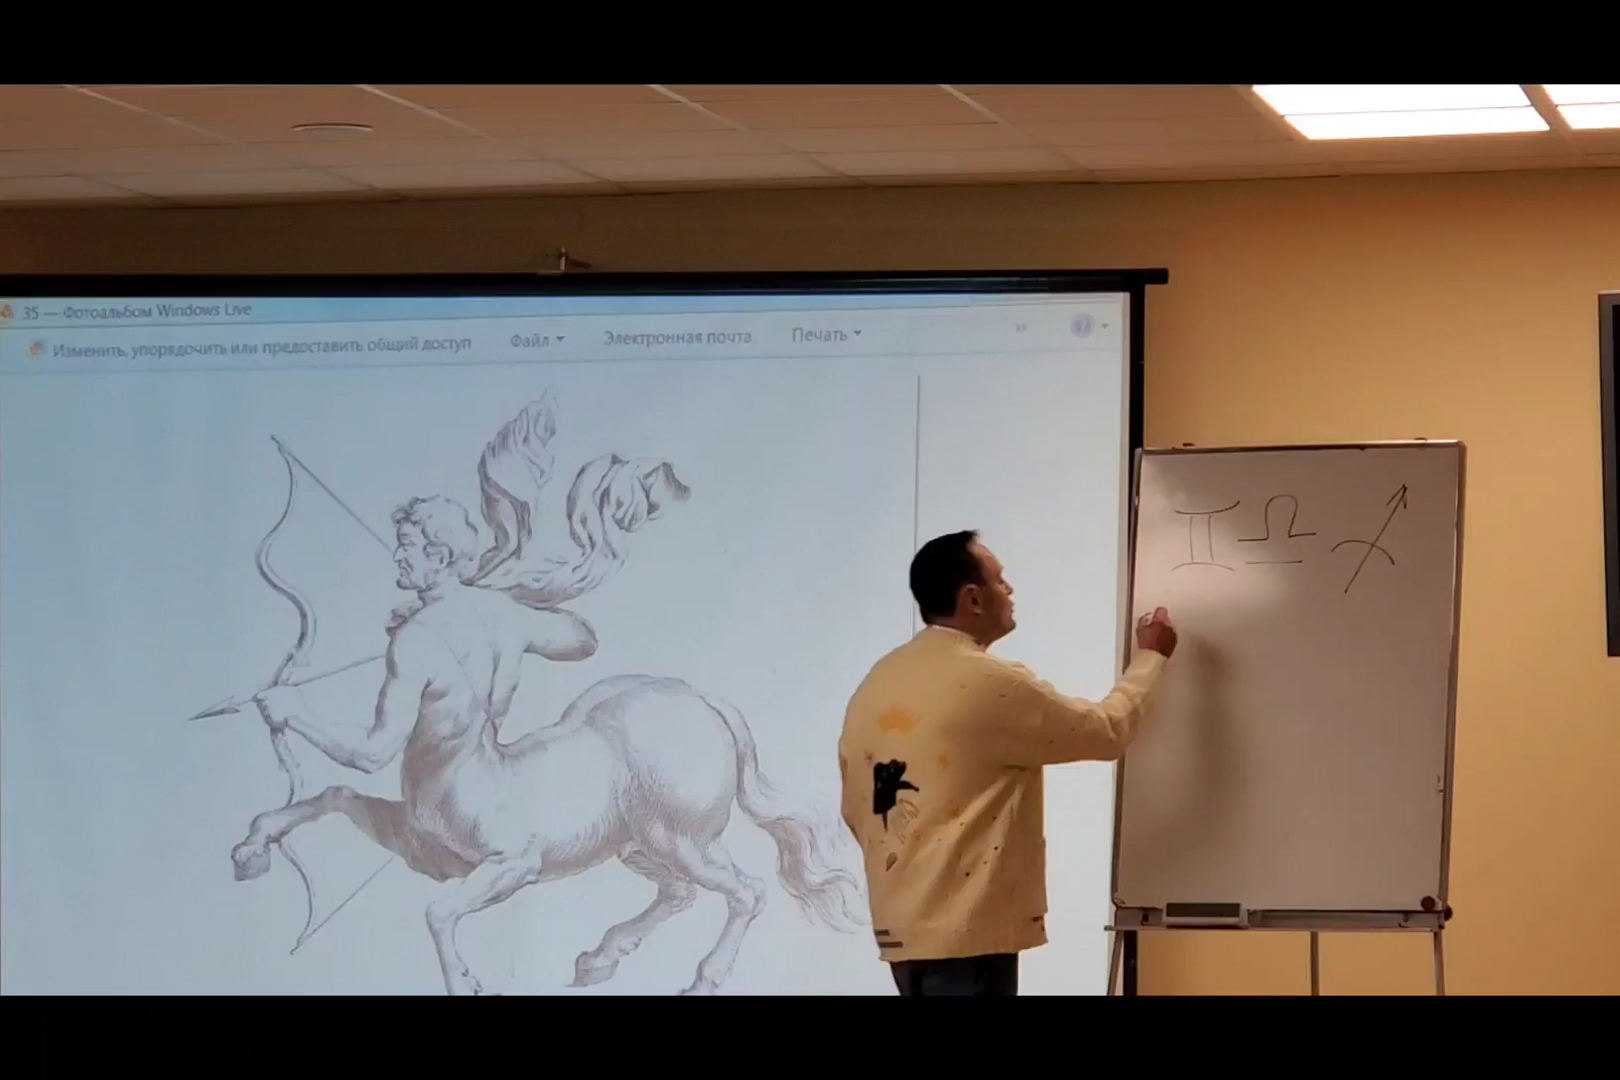 35 — Фотоальбом Windows Live
Изменить, упорядочить или предоставить общий доступ Файл Электронная почта Печать »
♊ ♎ ♐